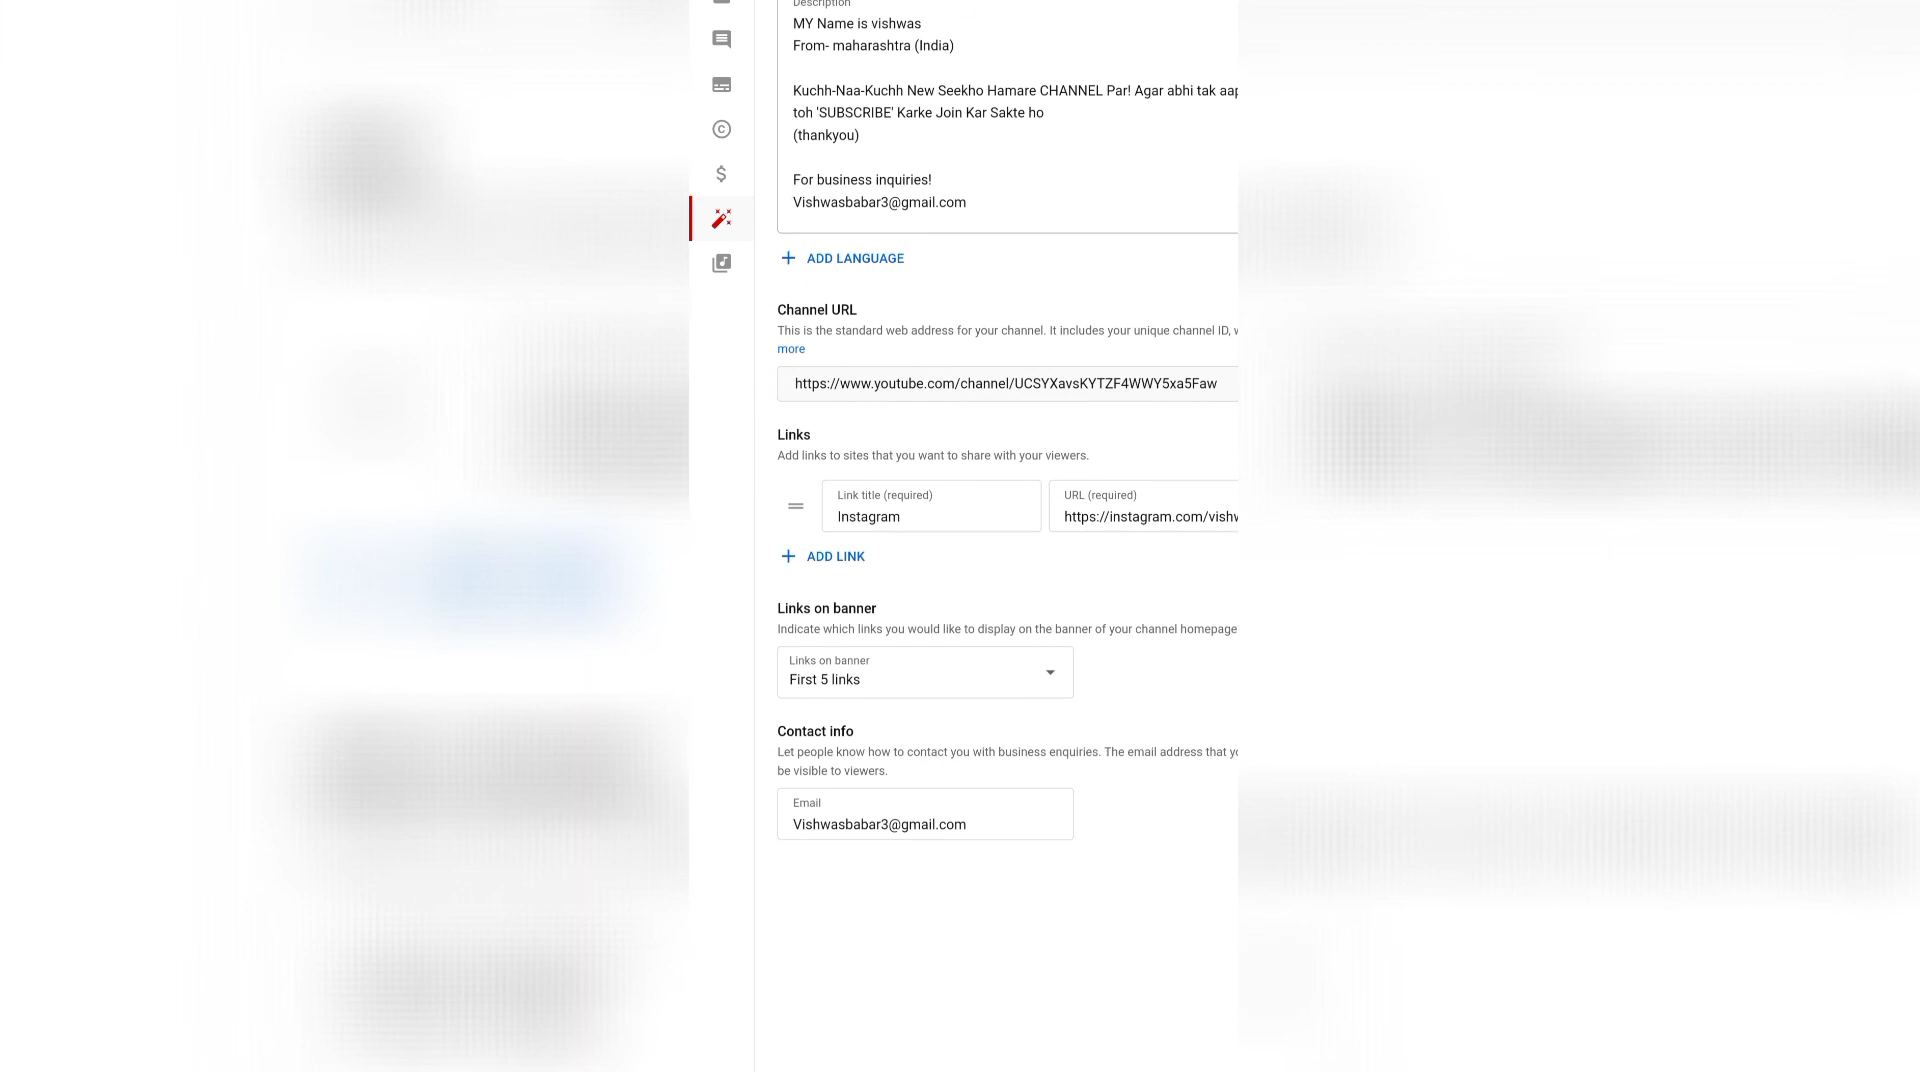 Description
MY Name is vishwas
From- maharashtra (India)
Kuchh-Naa-Kuchh New Seekho Hamare CHANNEL Par! Agar abhi tak aap
toh 'SUBSCRIBE' Karke Join Kar Sakte ho
(thankyou)
For business inquiries!
Vishwasbabar3@gmail.com
ADD LANGUAGE
Channel URL
This is the standard web address for your channel. It includes your unique channel ID,
more
https://www.youtube.com/channel/UCSYXavsKYTZF4WWY5xa5Faw
Links
Add links to sites that you want to share with your viewers.
Link title (required)
URL (required)
Instagram
https://instagram.com/vishw
ADD LINK
Links on banner
Indicate which links you would like to display on the banner of your channel homepage
Links on banner
First 5 links
Contact info
Let people know how to contact you with business enquiries. The email address that
be visible to viewers.
Email
Vishwasbabar3@gmail.com